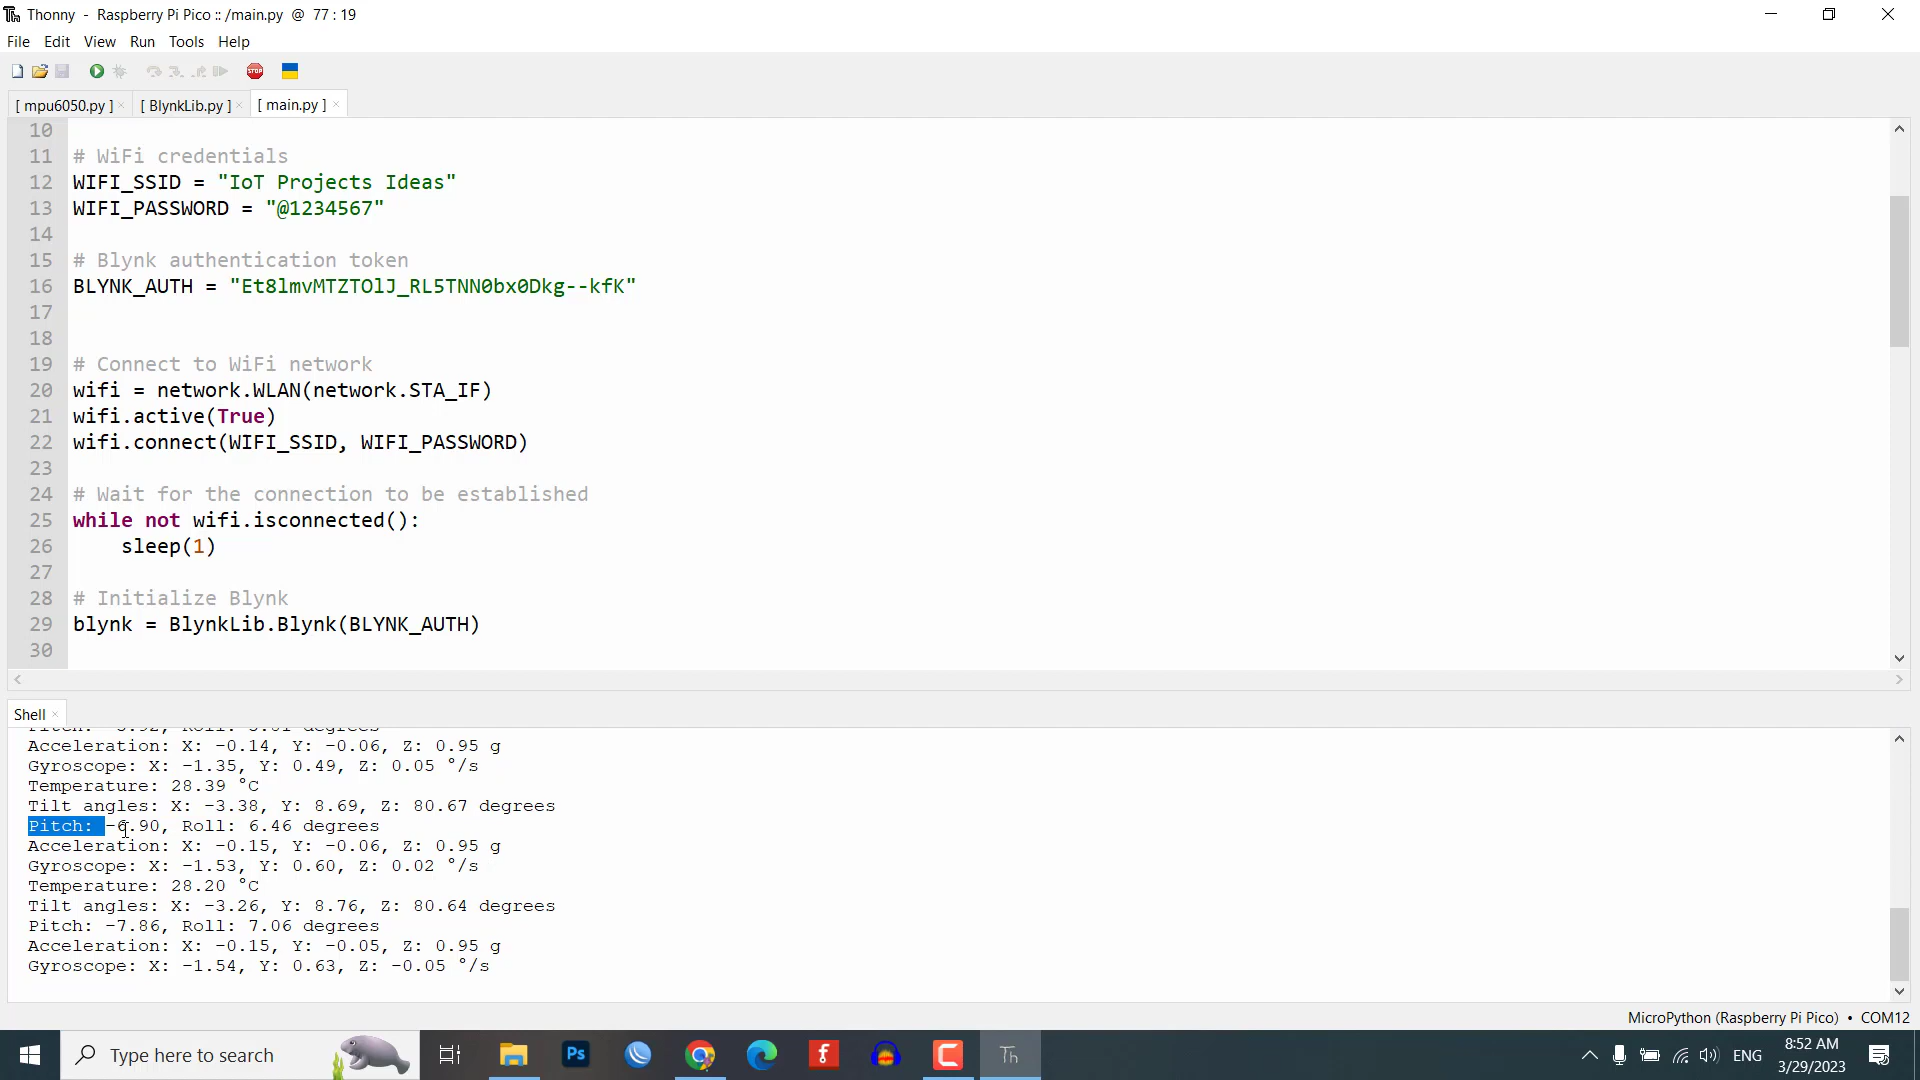 Thonny - Raspberry Pi Pico :: /main.py @ 77 : 19
File Edit View Run Tools Help
STOP
[ mpu6050.py ] × [ BlynkLib.py ] × [ main.py ] ×
10
11 # WiFi credentials
12 WIFI_SSID = "IoT Projects Ideas"
13 WIFI_PASSWORD = "@1234567"
14
15 # Blynk authentication token
16 BLYNK_AUTH = "Et8lmvMTZTOlJ_RL5TNN0bx0Dkg--kfK"
17
18
19 # Connect to WiFi network
20 wifi = network.WLAN(network.STA_IF)
21 wifi.active(True)
22 wifi.connect(WIFI_SSID, WIFI_PASSWORD)
23
24 # Wait for the connection to be established
25 while not wifi.isconnected():
26     sleep(1)
27
28 # Initialize Blynk
29 blynk = BlynkLib.Blynk(BLYNK_AUTH)
30
Shell ×
Acceleration: X: -0.14, Y: -0.06, Z: 0.95 g
Gyroscope: X: -1.35, Y: 0.49, Z: 0.05 °/s
Temperature: 28.39 °C
Tilt angles: X: -3.38, Y: 8.69, Z: 80.67 degrees
Pitch: -6.90, Roll: 6.46 degrees
Acceleration: X: -0.15, Y: -0.06, Z: 0.95 g
Gyroscope: X: -1.53, Y: 0.60, Z: 0.02 °/s
Temperature: 28.20 °C
Tilt angles: X: -3.26, Y: 8.76, Z: 80.64 degrees
Pitch: -7.86, Roll: 7.06 degrees
Acceleration: X: -0.15, Y: -0.05, Z: 0.95 g
Gyroscope: X: -1.54, Y: 0.63, Z: -0.05 °/s
MicroPython (Raspberry Pi Pico) • COM12
Type here to search
Ps
Th
ENG
8:52 AM
3/29/2023